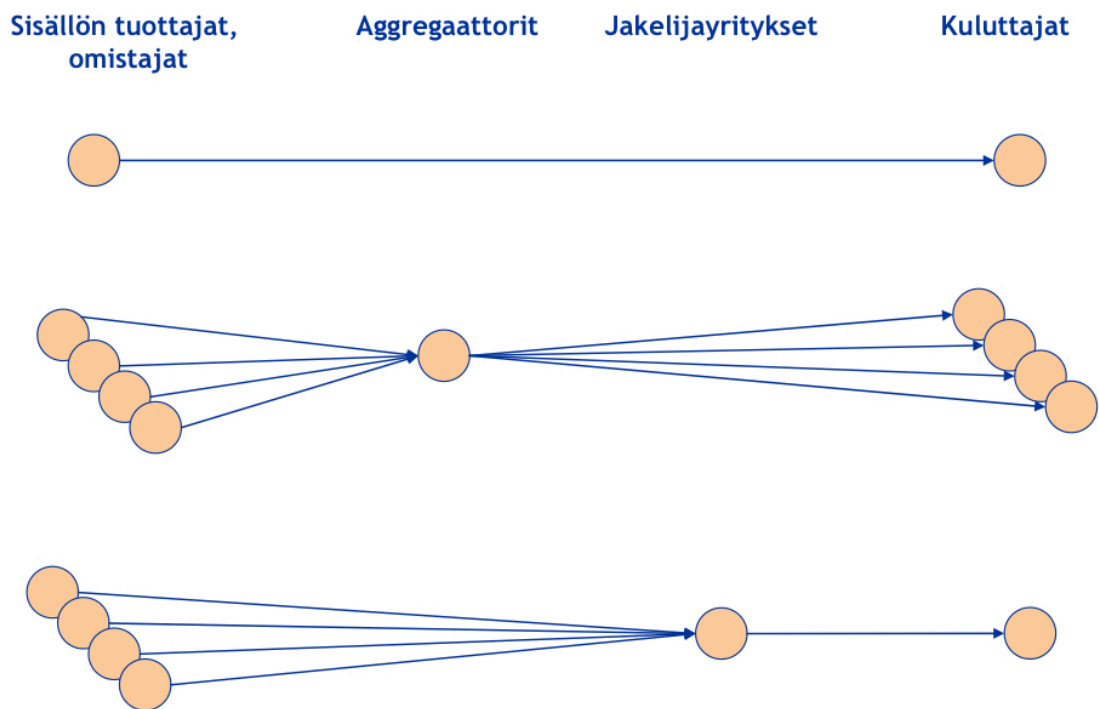 Sisällön tuottajat,
omistajat
Aggregaattorit
Jakelijayritykset
Kuluttajat